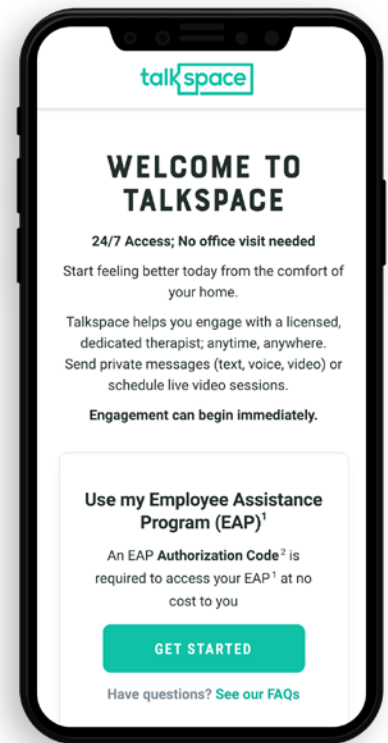 talkspace
WELCOME TO
TALKSPACE
24/7 Access; No office visit needed
Start feeling better today from the comfort of
your home.
Talkspace helps you engage with a licensed,
dedicated therapist; anytime, anywhere.
Send private messages (text, voice, video) or
schedule live video sessions.
Engagement can begin immediately.
Use my Employee Assistance
Program (EAP)¹
An EAP Authorization Code² is
required to access your EAP¹ at no
cost to you
GET STARTED
Have questions? See our FAQs